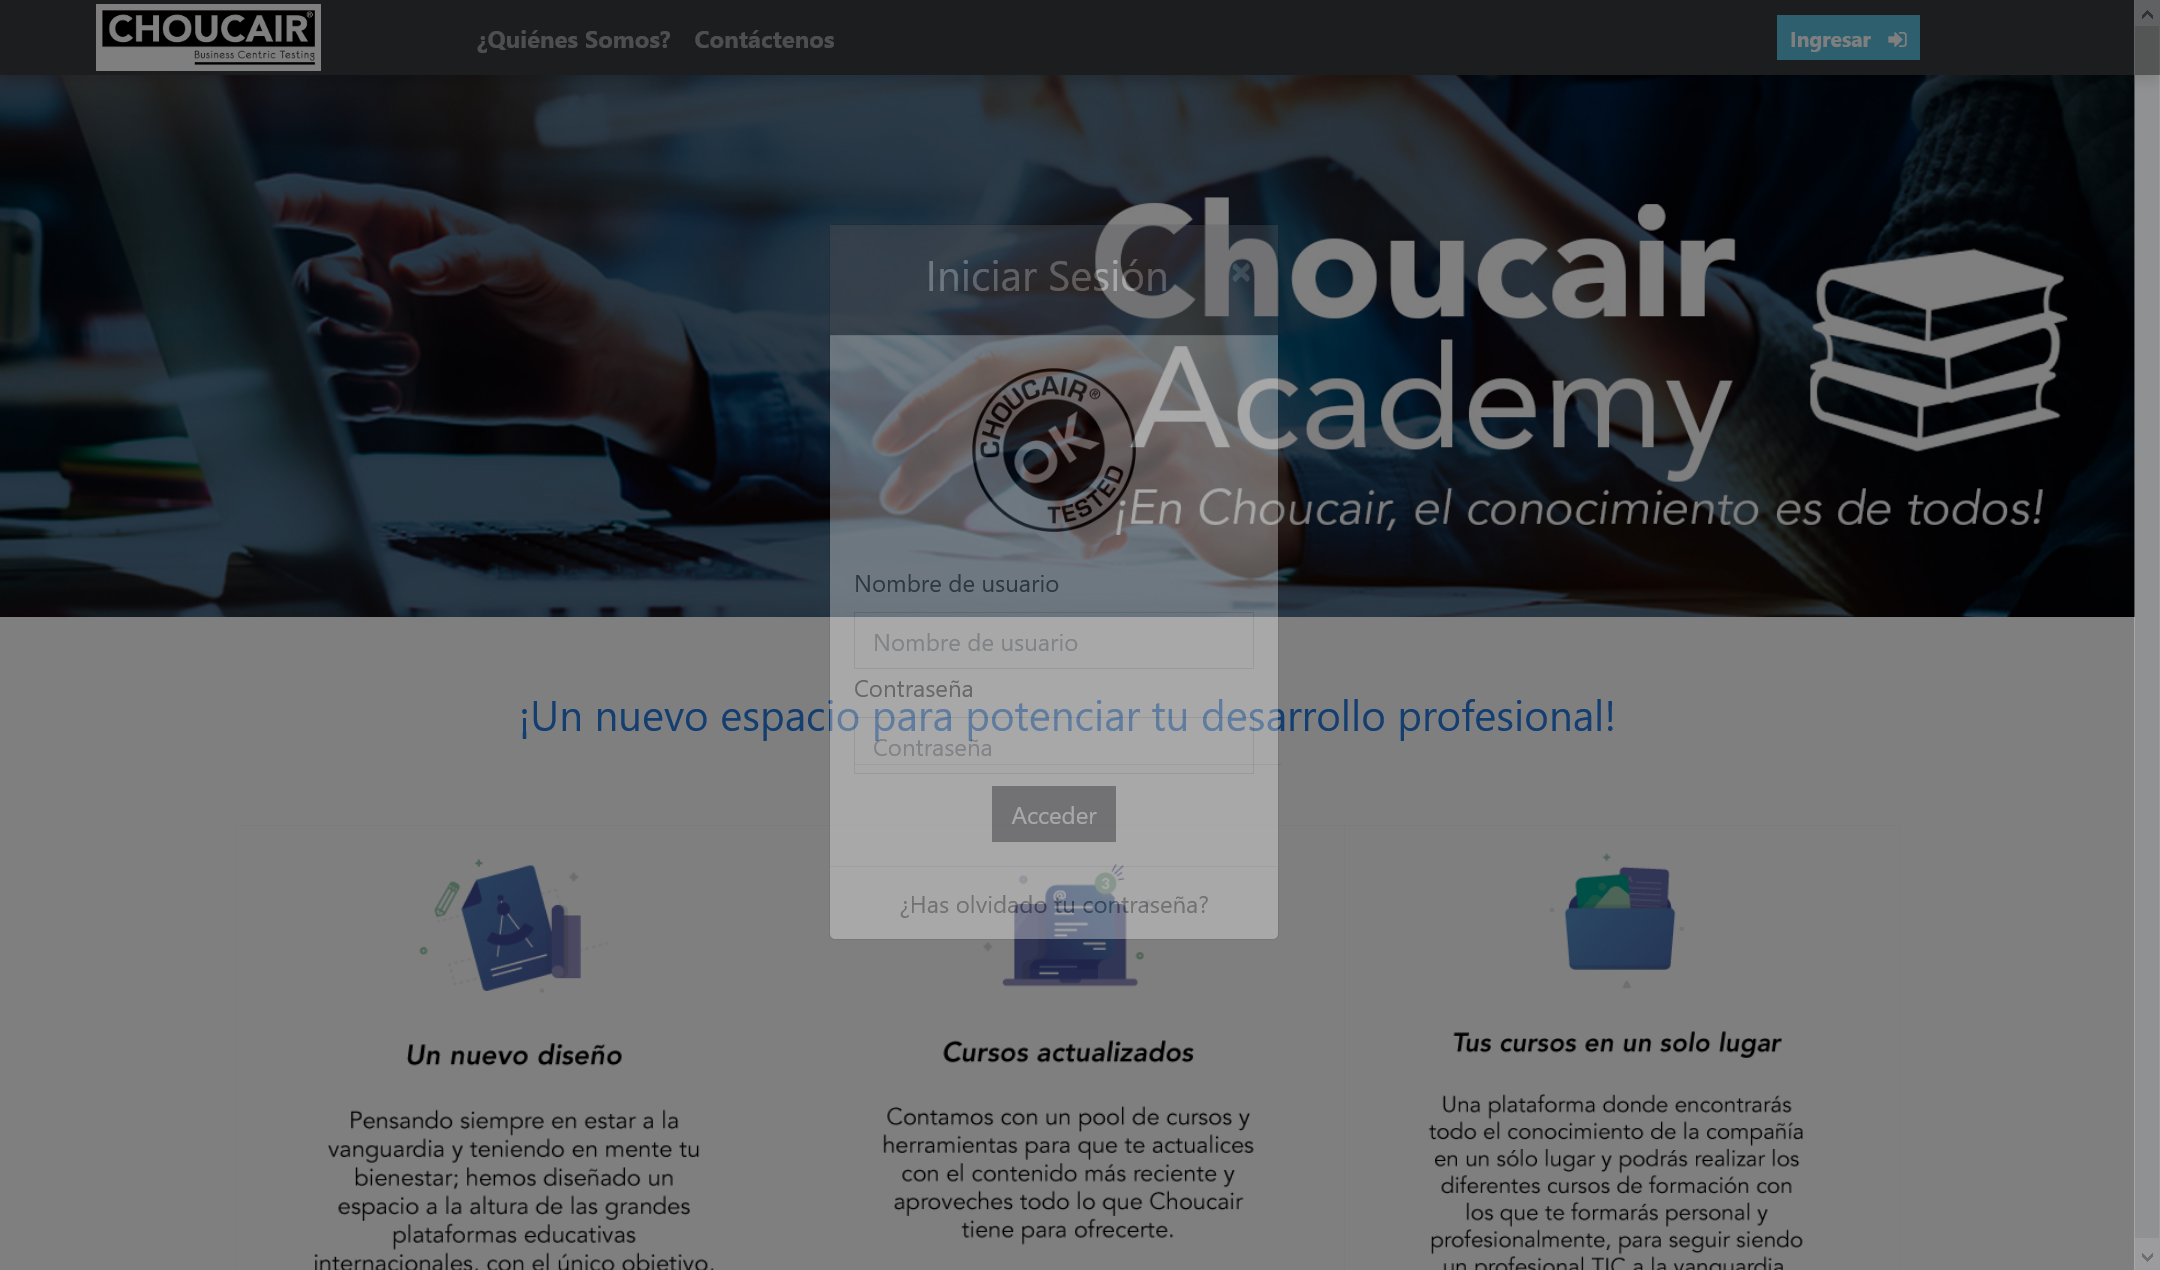 CHOUCAIR®
Business Centric Testing
¿Quiénes Somos?
Contáctenos
Ingresar
Choucair
Academy
¡En Choucair, el conocimiento es de todos!
Iniciar Sesión
×
CHOUCAIR®
OK
TESTED
Nombre de usuario
Nombre de usuario
Contraseña
Contraseña
Acceder
¿Has olvidado tu contraseña?
¡Un nuevo espacio para potenciar tu desarrollo profesional!
Un nuevo diseño
Pensando siempre en estar a la
vanguardia y teniendo en mente tu
bienestar; hemos diseñado un
espacio a la altura de las grandes
plataformas educativas
internacionales, con el único objetivo,
3
Cursos actualizados
Contamos con un pool de cursos y
herramientas para que te actualices
con el contenido más reciente y
aproveches todo lo que Choucair
tiene para ofrecerte.
Tus cursos en un solo lugar
Una plataforma donde encontrarás
todo el conocimiento de la compañía
en un sólo lugar y podrás realizar los
diferentes cursos de formación con
los que te formarás personal y
profesionalmente, para seguir siendo
un profesional TIC a la vanguardia